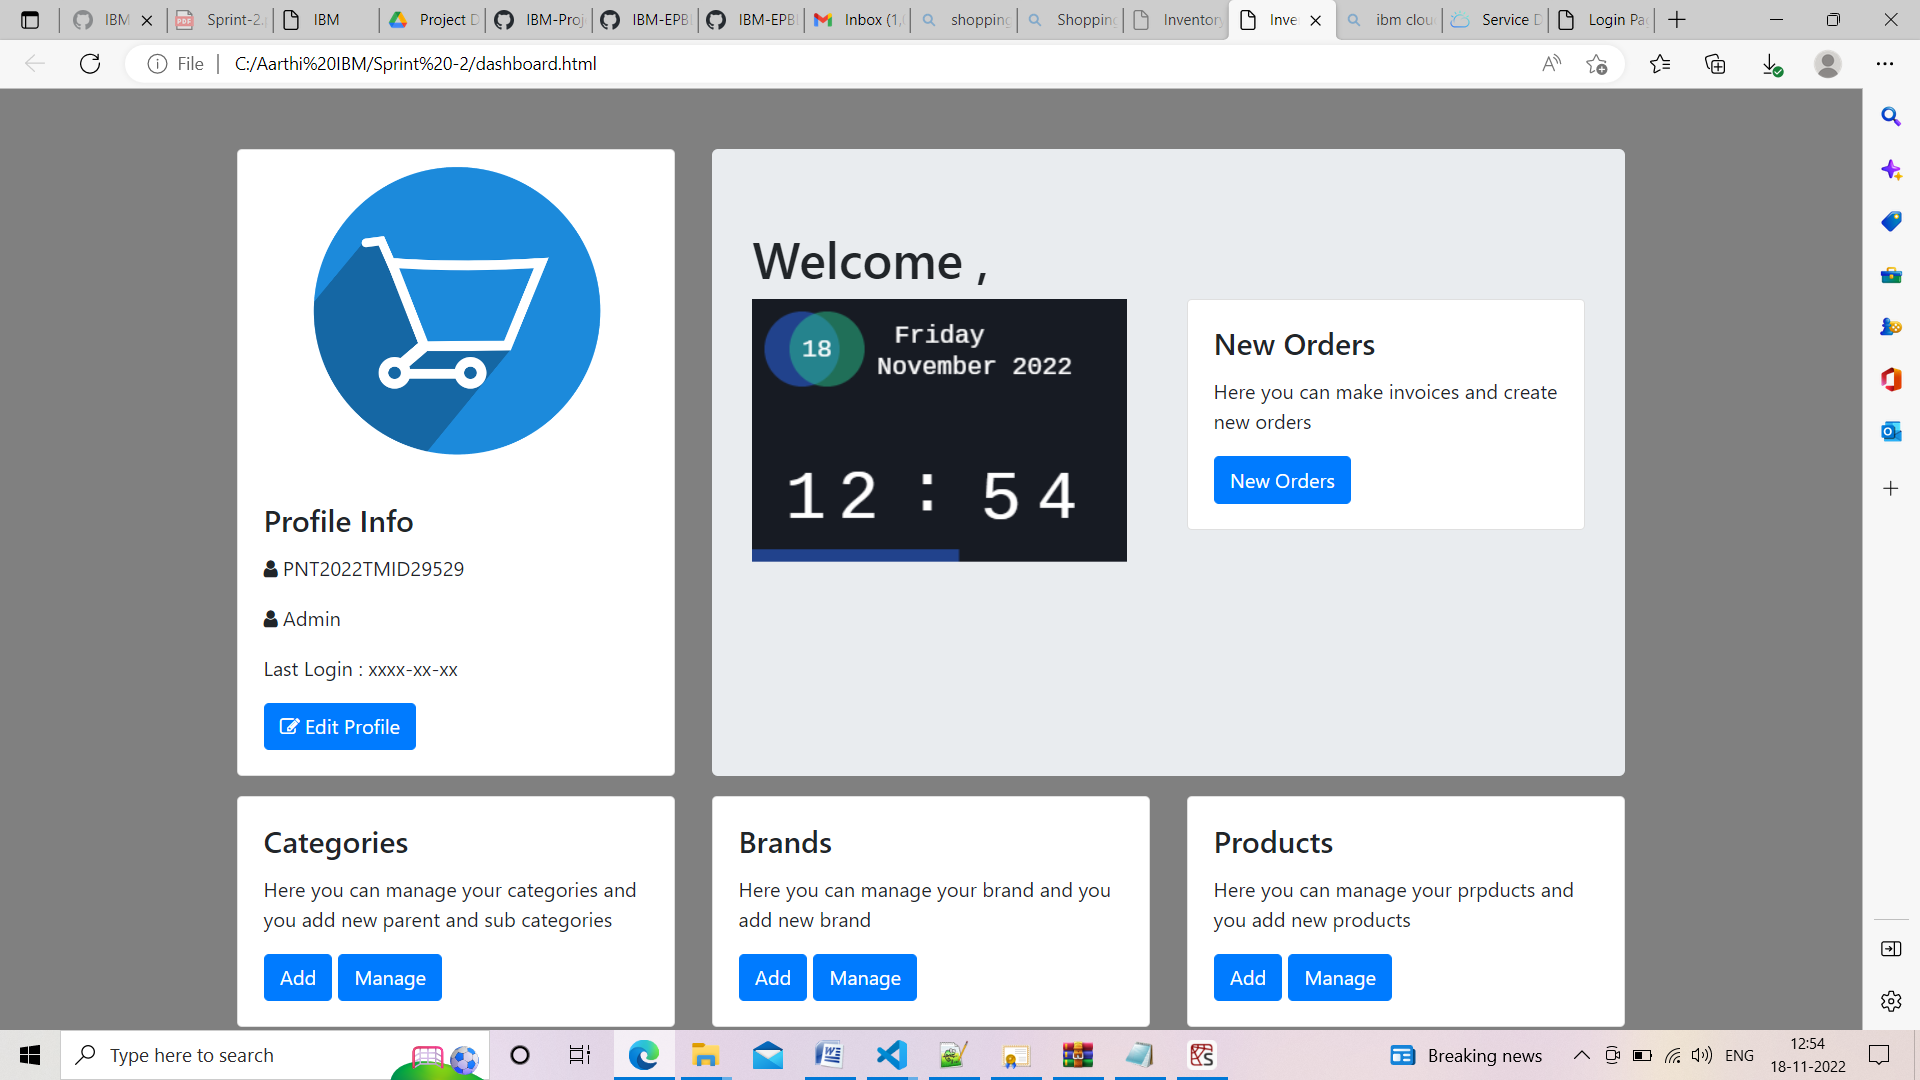 IBM
Sprint-2.
IBM
Project D
IBM-Proj
IBM-EPBL
IBM-EPBL
Inbox (1,
shopping
Shopping
Inventory
Inve
ibm clou
Service D
Login Pa
File
C:/Aarthi%20IBM/Sprint%20-2/dashboard.html
Welcome ,
18
Friday
November 2022
12 : 54
New Orders
Here you can make invoices and create
new orders
New Orders
Profile Info
PNT2022TMID29529
Admin
Last Login : xxxx-xx-xx
Edit Profile
Categories
Here you can manage your categories and
you add new parent and sub categories
Add
Manage
Brands
Here you can manage your brand and you
add new brand
Add
Manage
Products
Here you can manage your prpducts and
you add new products
Add
Manage
Type here to search
Breaking news
ENG
12:54
18-11-2022